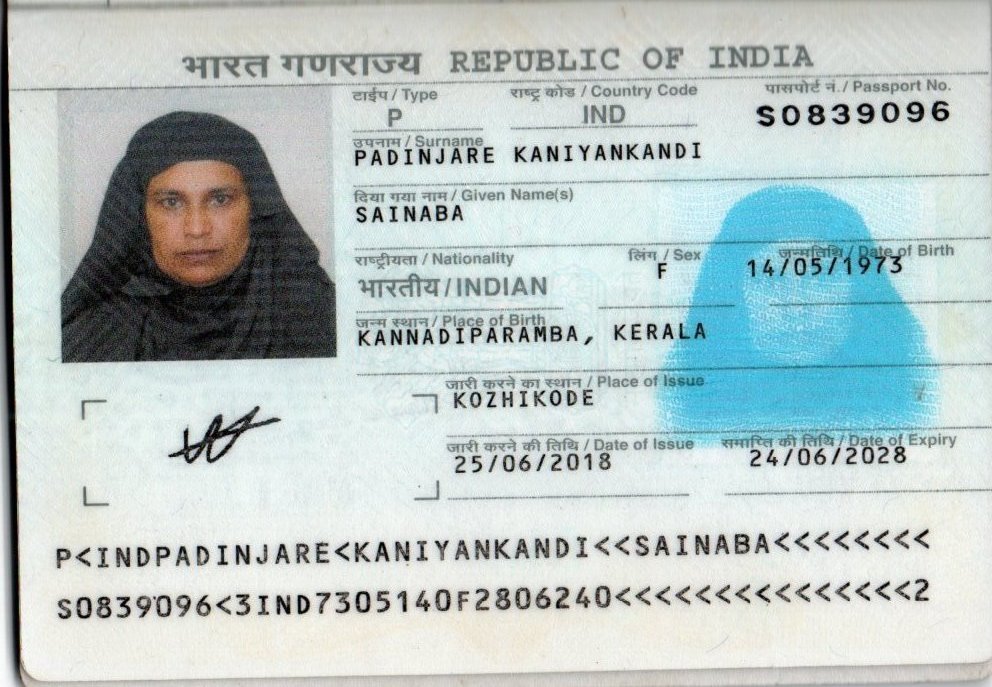 भारत गणराज्य REPUBLIC OF INDIA
टाईप / Type
राष्ट्र कोड / Country Code
पासपोर्ट नं. / Passport No.
P
IND
S0839096
उपनाम / Surname
PADINJARE KANIYANKANDI
दिया गया नाम / Given Name(s)
SAINABA
राष्ट्रीयता / Nationality
लिंग / Sex
जन्मतिथि / Date of Birth
भारतीय / INDIAN
F
14/05/1973
जन्म स्थान / Place of Birth
KANNADIPARAMBA, KERALA
जारी करने का स्थान / Place of Issue
KOZHIKODE
जारी करने की तिथि / Date of Issue
समाप्ति की तिथि / Date of Expiry
25/06/2018
24/06/2028
P<INDPADINJARE<KANIYANKANDI<<SAINABA<<<<<<<<
S0839096<3IND7305140F2806240<<<<<<<<<<<<<<<2